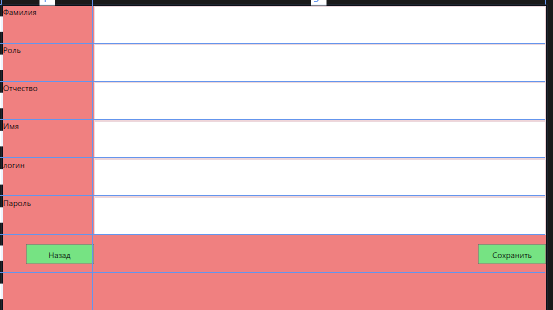 Фамилия
Роль
Отчество
Имя
логин
Пароль
Назад
Сохранить